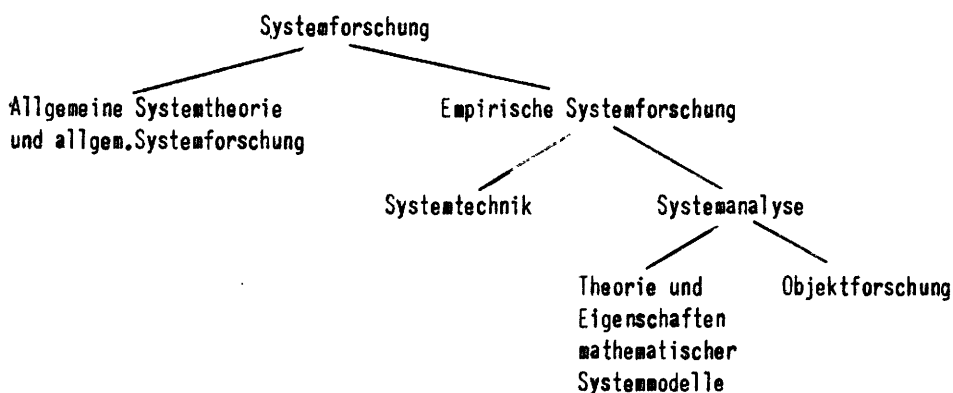 Systemforschung
Allgemeine Systemtheorie
und allgem.Systemforschung
Empirische Systemforschung
Systemtechnik
Systemanalyse
Theorie und
Eigenschaften
mathematischer
Systemmodelle
Objektforschung